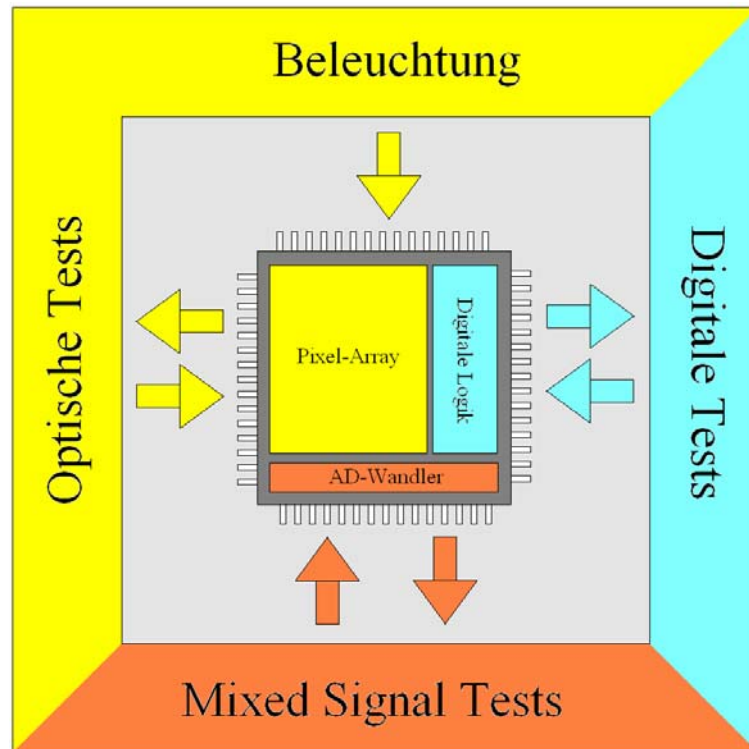 Beleuchtung
Optische Tests
Pixel-Array
Digitale Logik
Digitale Tests
AD-Wandler
Mixed Signal Tests